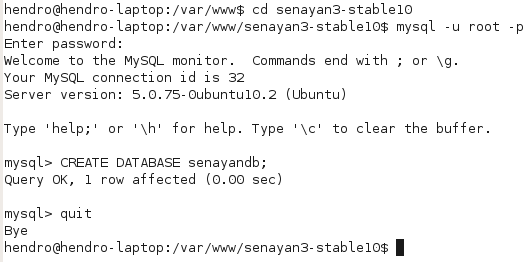 hendro@hendro-laptop:/var/www$ cd senayan3-stable10
hendro@hendro-laptop:/var/www/senayan3-stable10$ mysql -u root -p
Enter password:
Welcome to the MySQL monitor.  Commands end with ; or \g.
Your MySQL connection id is 32
Server version: 5.0.75-0ubuntu10.2 (Ubuntu)

Type 'help;' or '\h' for help. Type '\c' to clear the buffer.

mysql> CREATE DATABASE senayandb;
Query OK, 1 row affected (0.00 sec)

mysql> quit
Bye
hendro@hendro-laptop:/var/www/senayan3-stable10$